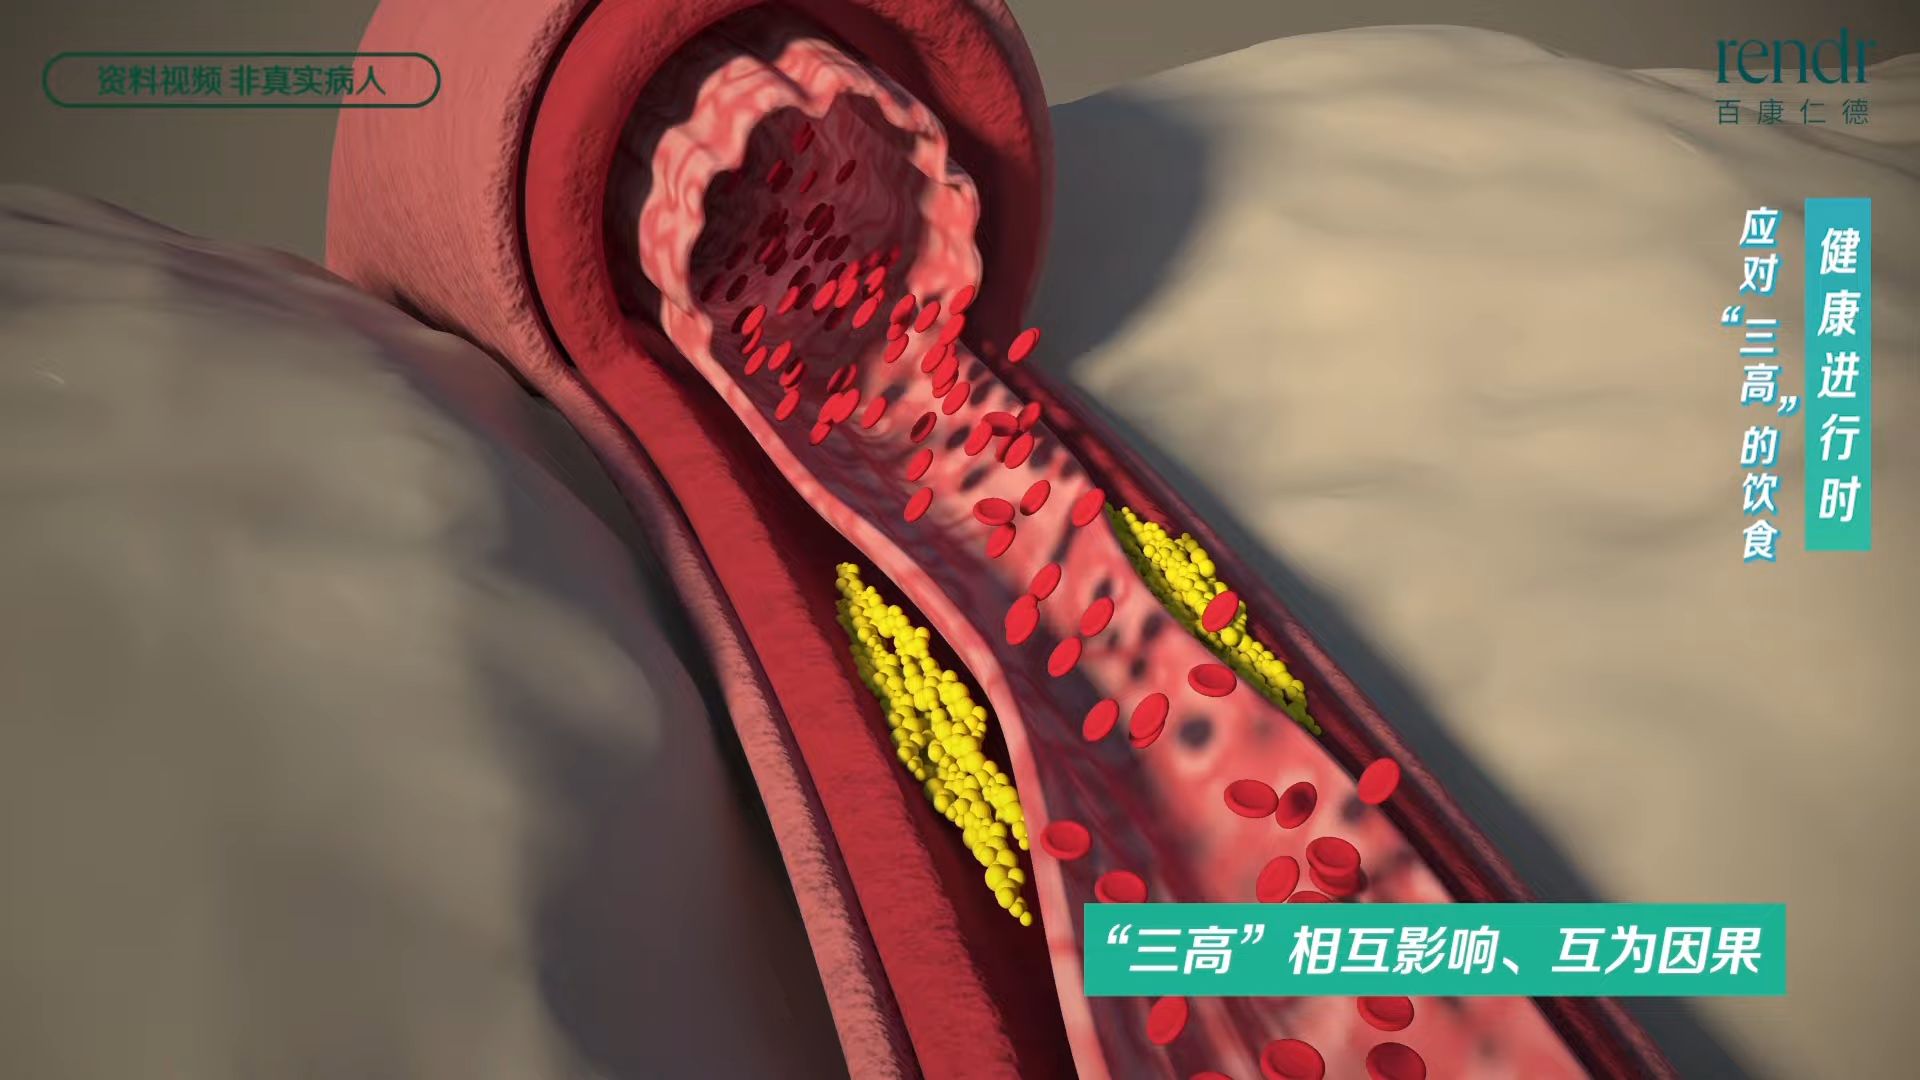 资料视频 非真实病人
rendr
百康仁德
健康进行时
应对“三高”的饮食
“三高”相互影响、互为因果